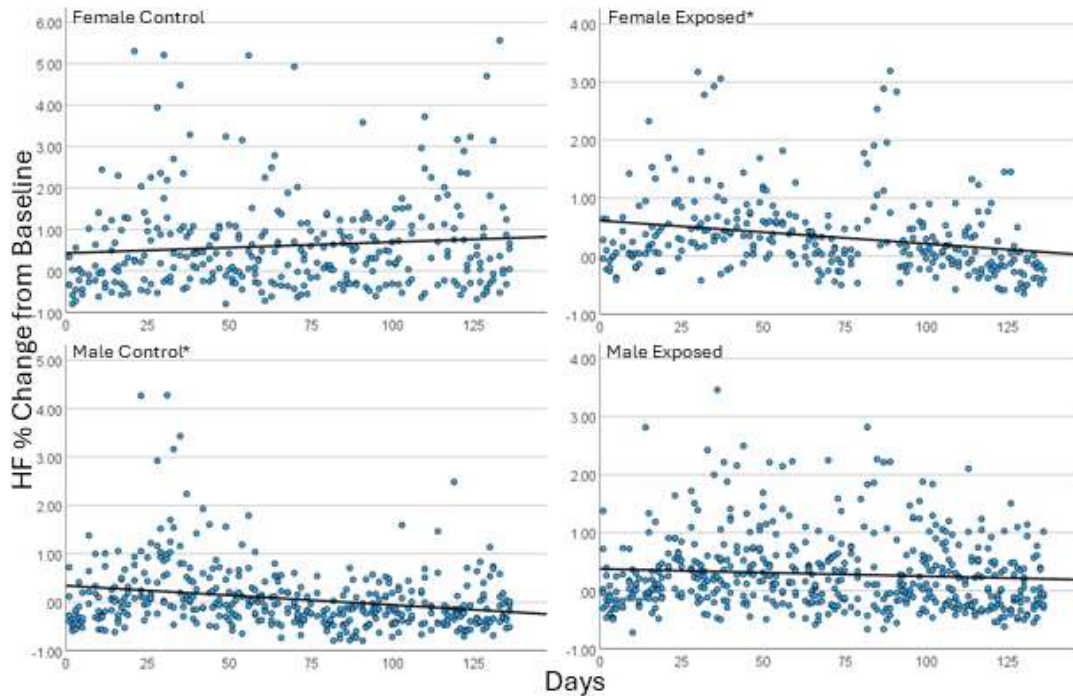 Female Control
6.00
5.00
4.00
3.00
2.00
1.00
.00
-1.00
0 25 50 75 100 125
Female Exposed*
4.00
3.00
2.00
1.00
.00
-1.00
0 25 50 75 100 125
HF % Change from Baseline
Male Control*
5.00
4.00
3.00
2.00
1.00
.00
-1.00
0 25 50 75 100 125
Male Exposed
4.00
3.00
2.00
1.00
.00
-1.00
0 25 50 75 100 125
Days